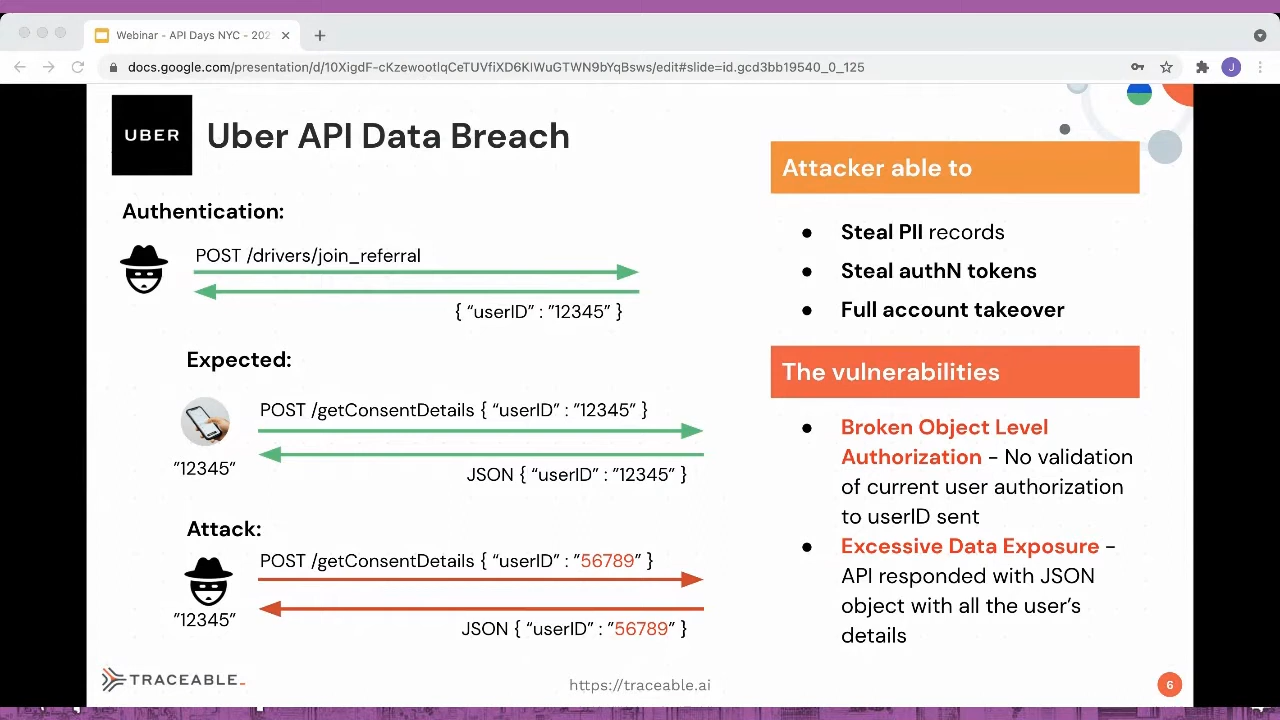 Webinar - API Days NYC - 202
docs.google.com/presentation/d/10XigdF-cKzewootlqCeTUVfiXD6KlWuGTWN9bYqBsws/edit#slide=id.gcd3bb19540_0_125
J
UBER
Uber API Data Breach
Authentication:
POST /drivers/join_referral
{ “userID” : ”12345” }
Expected:
POST /getConsentDetails { “userID” : ”12345” }
”12345”
JSON { “userID” : ”12345” }
Attack:
POST /getConsentDetails { “userID” : ”56789” }
”12345”
JSON { “userID” : ”56789” }
Attacker able to
● Steal PII records
● Steal authN tokens
● Full account takeover
The vulnerabilities
● Broken Object Level
Authorization - No validation
of current user authorization
to userID sent
● Excessive Data Exposure -
API responded with JSON
object with all the user’s
details
TRACEABLE_
https://traceable.ai
6